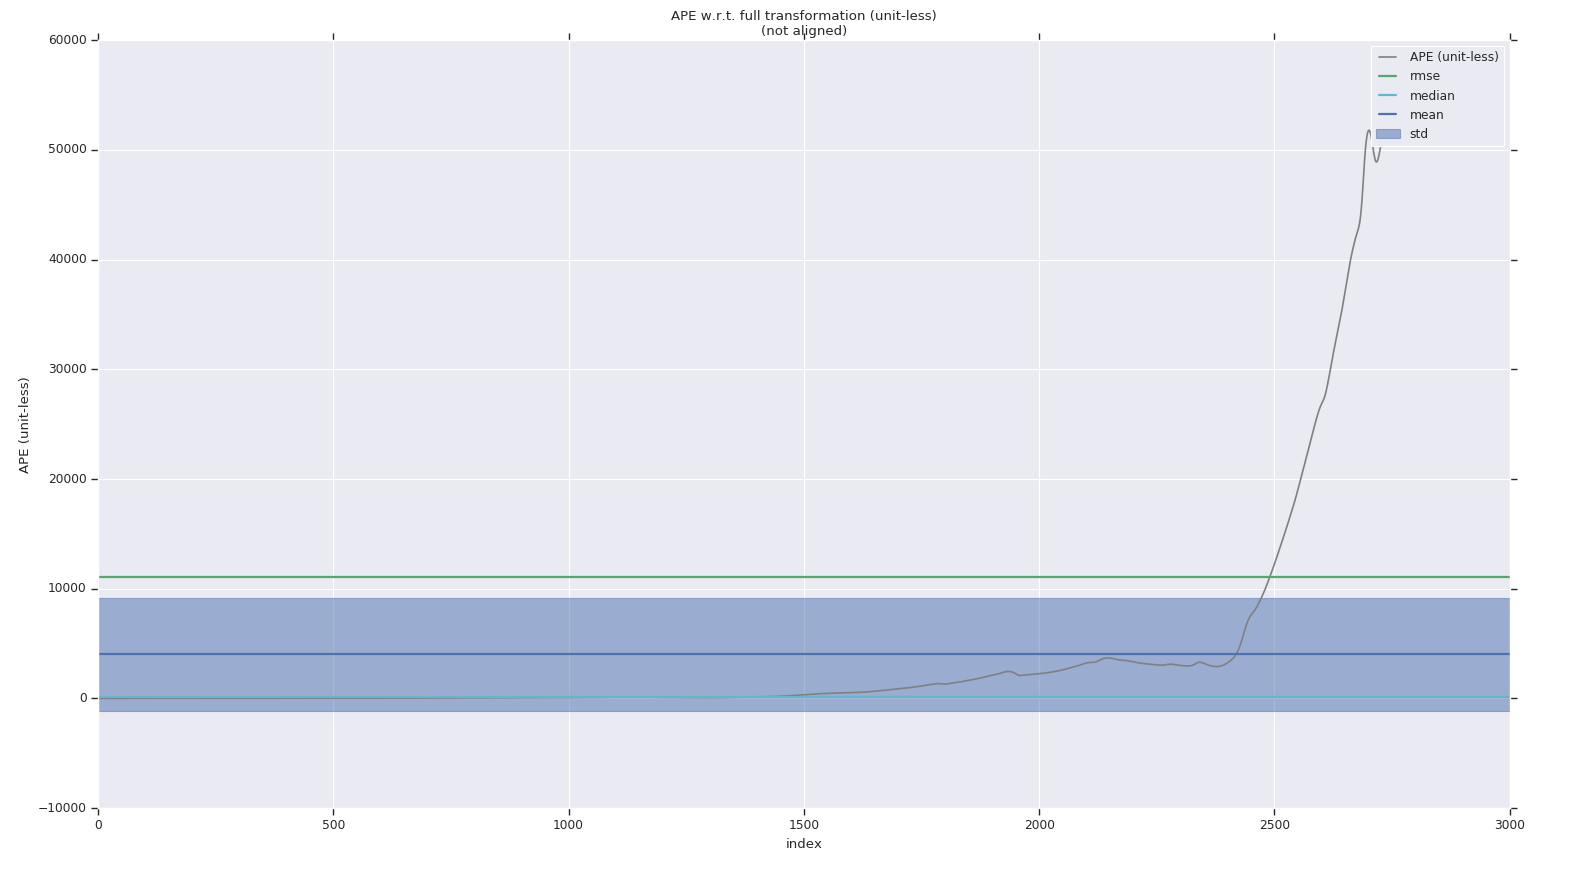 APE w.r.t. full transformation (unit-less)
(not aligned)
60000
50000
40000
30000
20000
10000
0
−10000
APE (unit-less)
APE (unit-less)
rmse
median
mean
std
0
500
1000
1500
2000
2500
3000
index